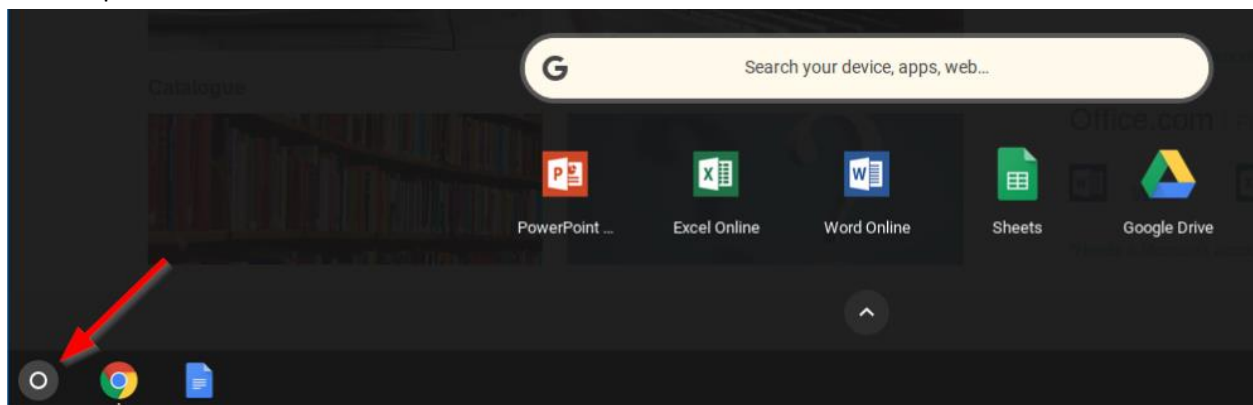 Search your device, apps, web...
Catalogue
Office.com
PowerPoint ...
Excel Online
Word Online
Sheets
Google Drive